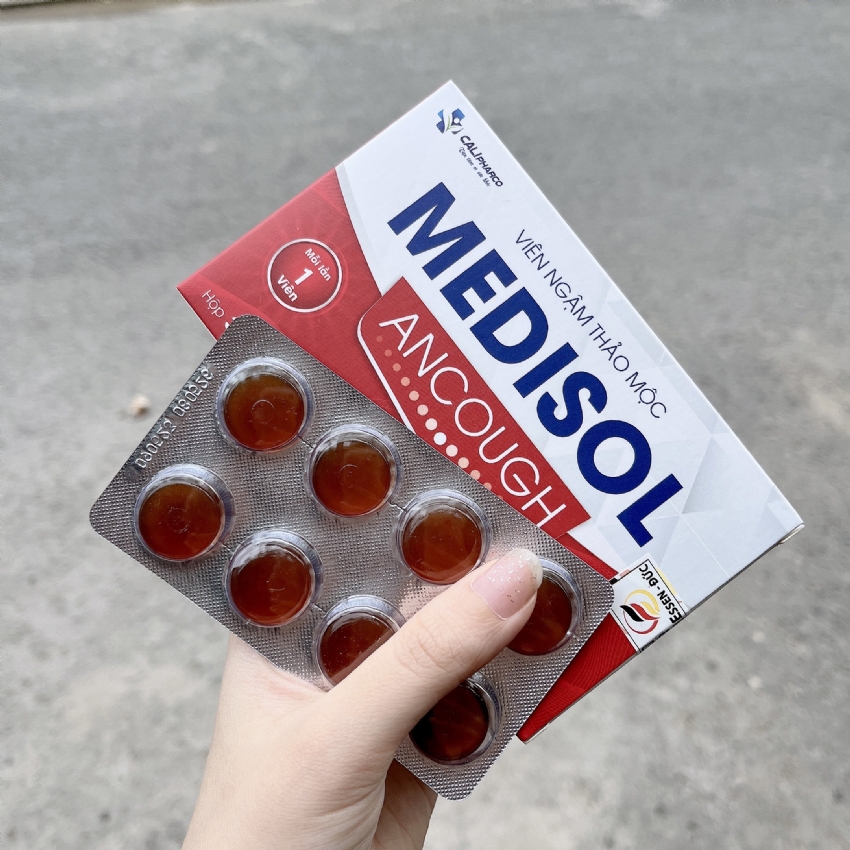 CALIPHARCO
VIÊN NGẬM THẢO MỘC
MEDISOL
ANCOUGH
Mỗi lần
1
Viên
Hộp
ESSEN-ĐỨC